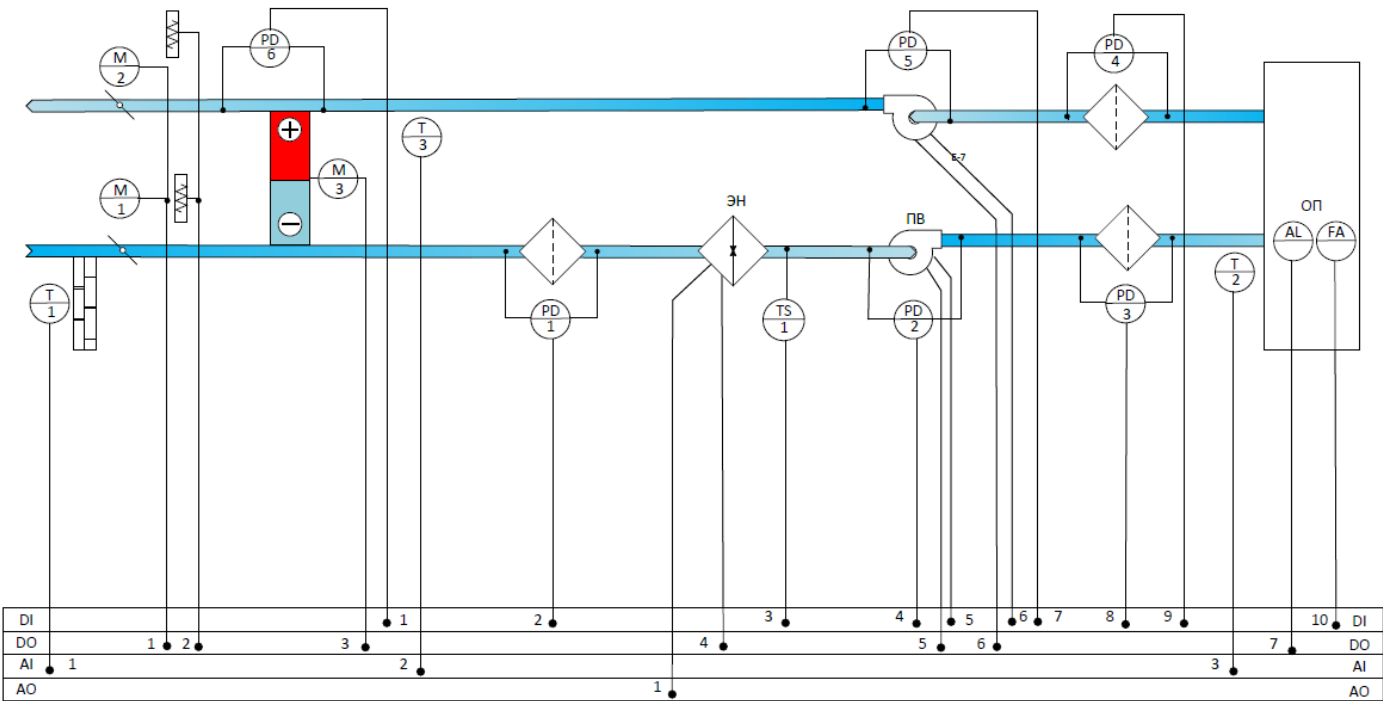 PD
6
PD
5
PD
4
M
2
T
3
E-7
M
3
M
1
ЭН
ПВ
ОП
AL
FA
T
2
T
1
PD
1
TS
1
PD
2
PD
3
DI 1 2 3 4 5 6 7 8 9 10 DI
DO 1 2 3 4 5 6 7 DO
AI 1 2 3 AI
AO 1 AO